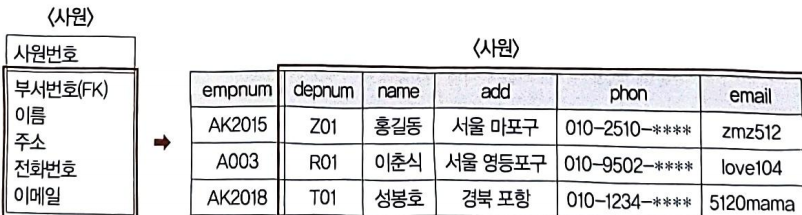 〈사원〉
사원번호
부서번호(FK)
이름
주소
전화번호
이메일
〈사원〉
empnum depnum name add phon email
AK2015 Z01 홍길동 서울 마포구 010-2510-**** zmz512
A003 R01 이춘식 서울 영등포구 010-9502-**** love104
AK2018 T01 성봉호 경북 포항 010-1234-**** 5120mama